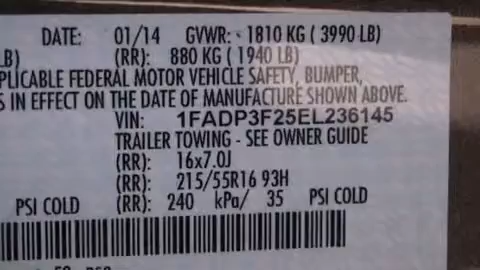 DATE: 01/14 GVWR: - 1810 KG ( 3990 LB)
LB) (RR): 880 KG ( 1940 LB)
PLICABLE FEDERAL MOTOR VEHICLE SAFETY, BUMPER,
S IN EFFECT ON THE DATE OF MANUFACTURE SHOWN ABOVE.
VIN: 1FADP3F25EL236145
TRAILER TOWING - SEE OWNER GUIDE
(RR): 16x7.0J
(RR): 215/55R16 93H
PSI COLD (RR): 240 kPa/ 35 PSI COLD